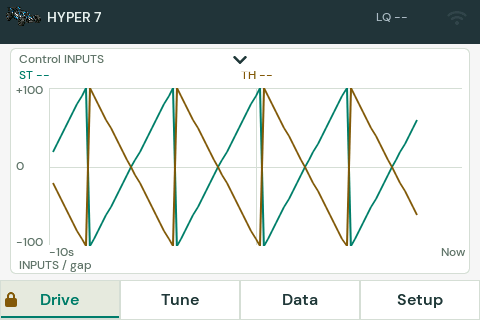 HYPER 7
LQ --
Control INPUTS
ST --
TH --
+100
0
-100
-10s
Now
INPUTS / gap
Drive
Tune
Data
Setup